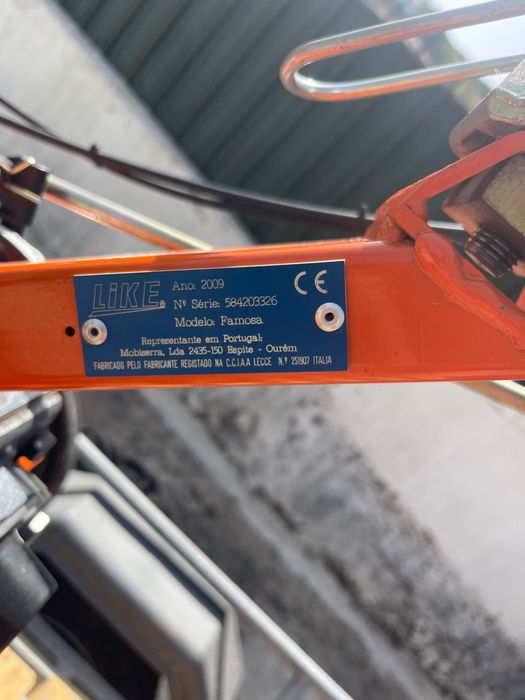 LiKE® Ano: 2009 CE
Nº Série: 584203326
Modelo: Famosa
Representante em Portugal:
Mobiserra, Lda 2435-150 Espite - Ourém
FABRICADO PELO FABRICANTE REGISTADO NA C.C.I.A.A LECCE N.º 251907 ITALIA